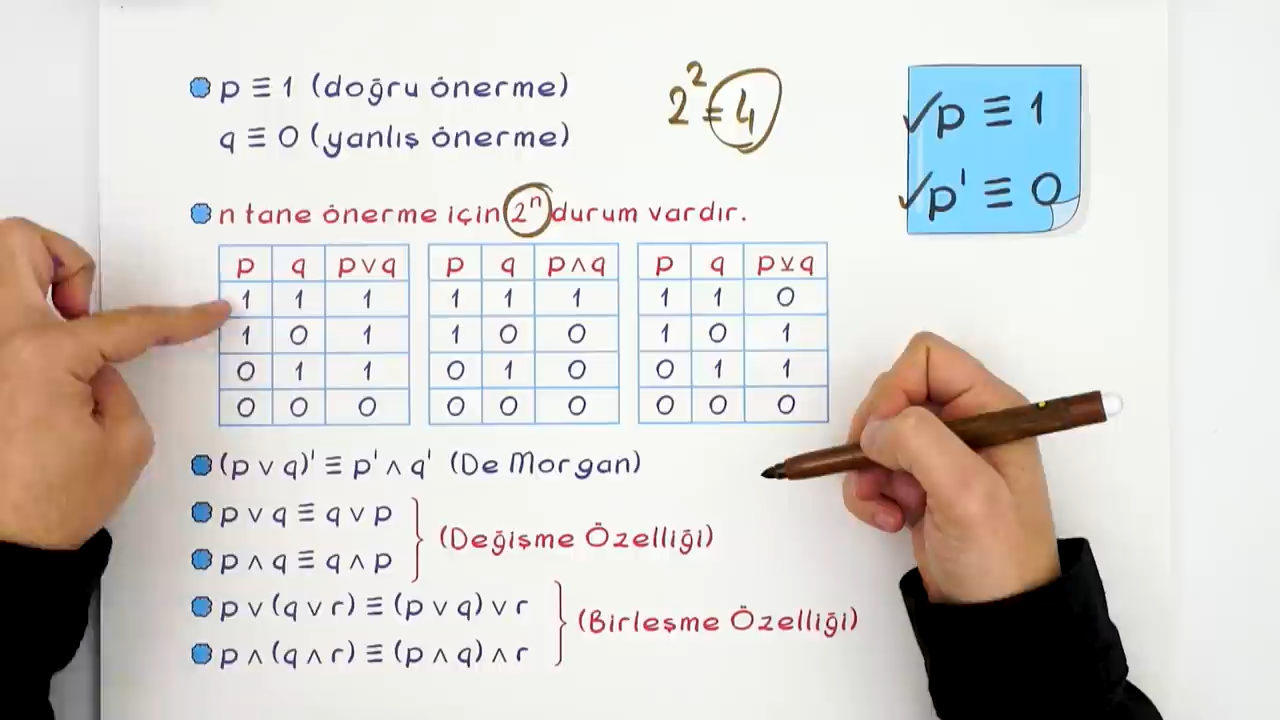 p ≡ 1 (doğru önerme)
q ≡ 0 (yanlış önerme)
2² = 4
✓p ≡ 1
✓p' ≡ 0
n tane önerme için 2ⁿ durum vardır.
p q p∨q p q p∧q p q p⊻q
1 1 1 1 1 1 1 1 0
1 0 1 1 0 0 1 0 1
0 1 1 0 1 0 0 1 1
0 0 0 0 0 0 0 0 0
(p ∨ q)' ≡ p' ∧ q' (De Morgan)
p ∨ q ≡ q ∨ p
(Değişme Özelliği)
p ∧ q ≡ q ∧ p
p ∨ (q ∨ r) ≡ (p ∨ q) ∨ r
(Birleşme Özelliği)
p ∧ (q ∧ r) ≡ (p ∧ q) ∧ r